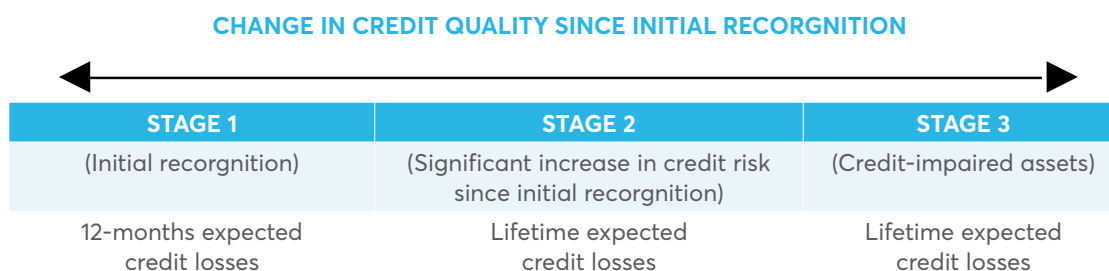 CHANGE IN CREDIT QUALITY SINCE INITIAL RECORGNITION
STAGE 1
STAGE 2
STAGE 3
(Initial recorgnition)
(Significant increase in credit risk
since initial recorgnition)
(Credit-impaired assets)
12-months expected
credit losses
Lifetime expected
credit losses
Lifetime expected
credit losses